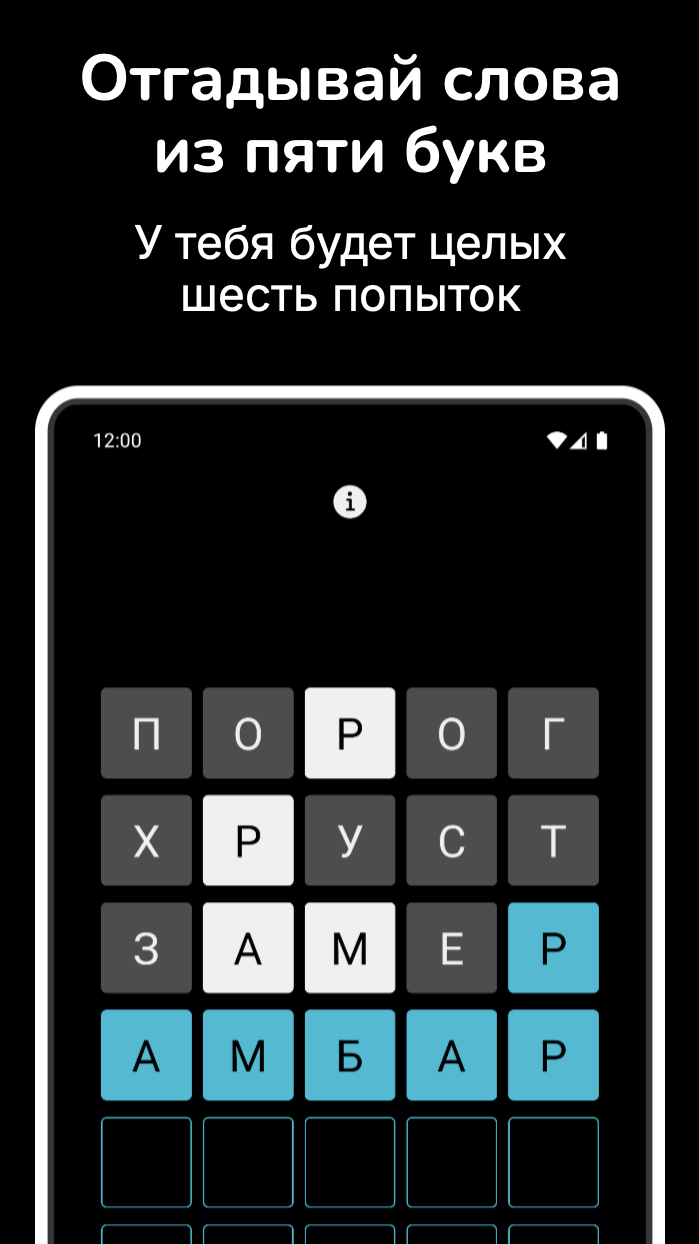 Отгадывай слова
из пяти букв
У тебя будет целых
шесть попыток
12:00
i
П О Р О Г
Х Р У С Т
З А М Е Р
А М Б А Р